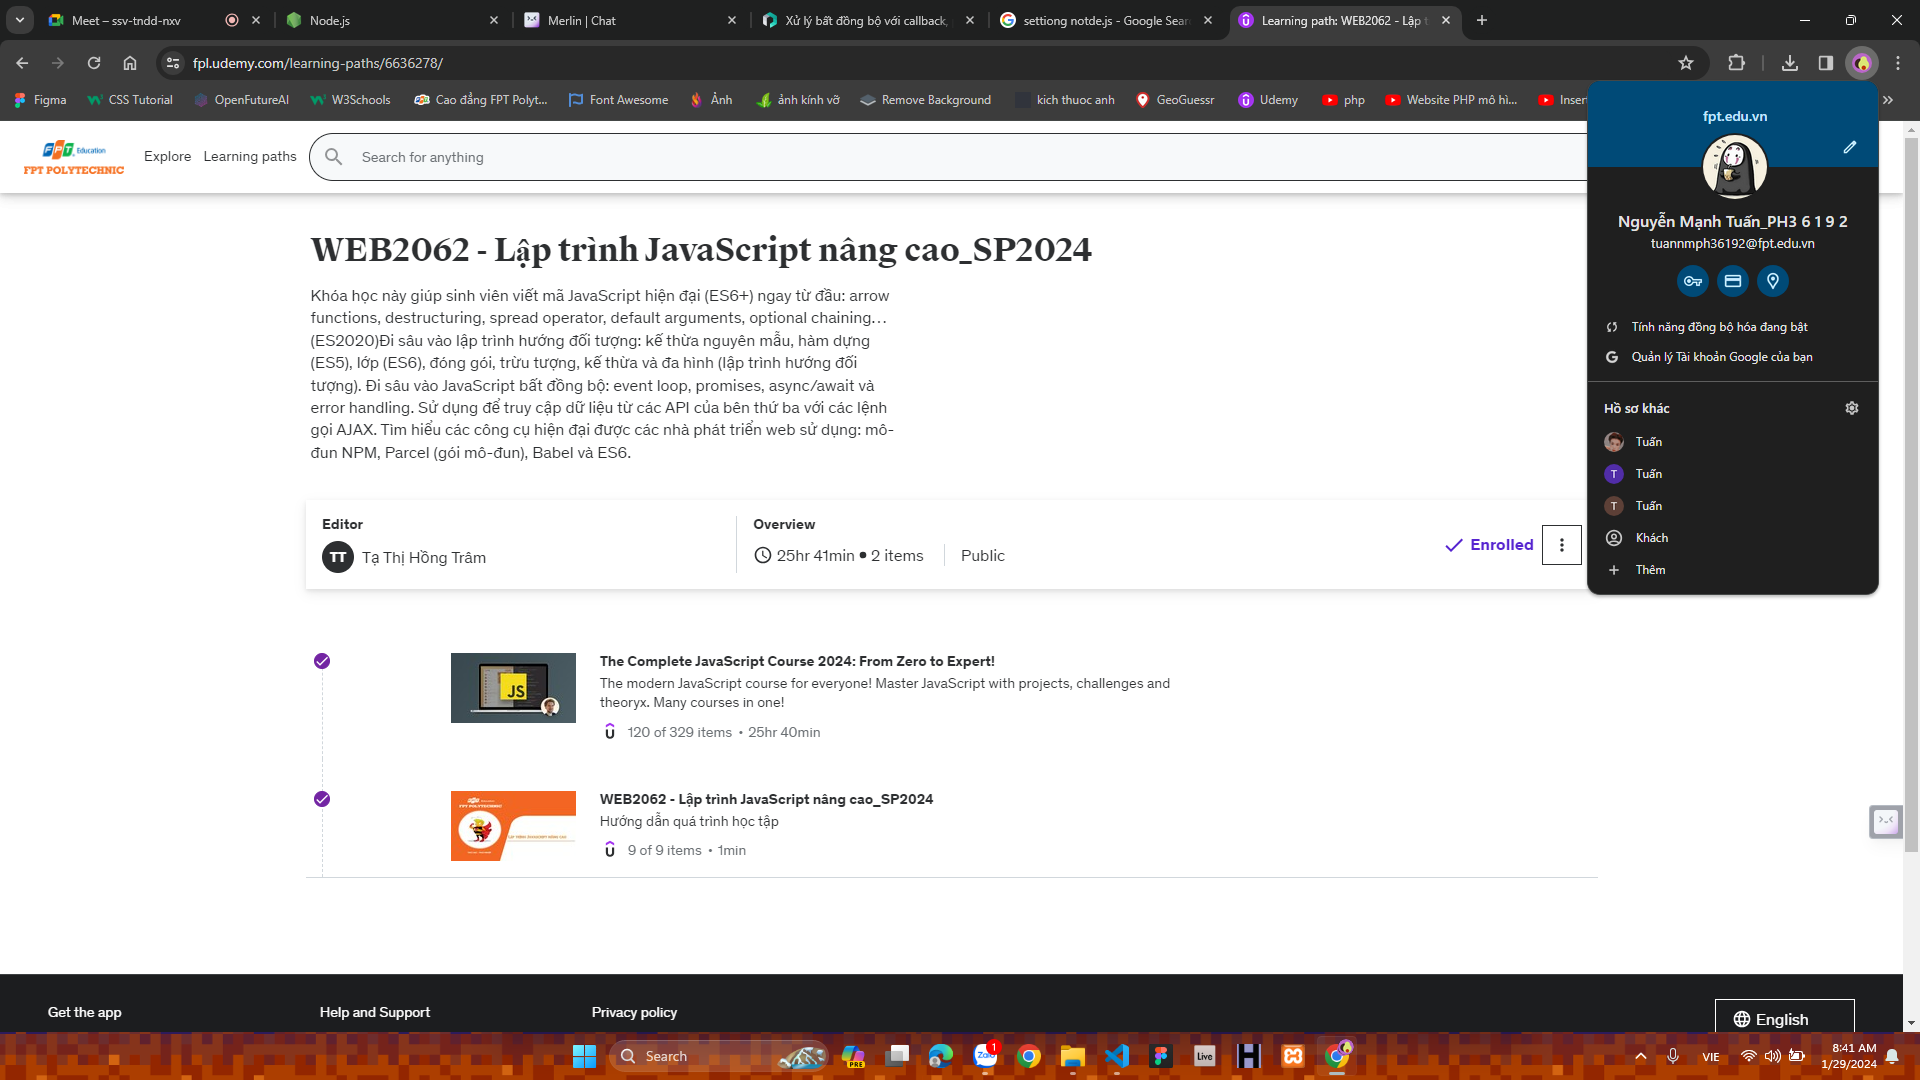 Meet – ssv-tndd-nxv
Node.js
Merlin | Chat
Xử lý bất đồng bộ với callback,
settiong notde.js - Google Sear
Learning path: WEB2062 - Lập t
fpl.udemy.com/learning-paths/6636278/
Figma
CSS Tutorial
OpenFutureAI
W3Schools
Cao đẳng FPT Polyt...
Font Awesome
Ảnh
ảnh kính vỡ
Remove Background
kich thuoc anh
GeoGuessr
Udemy
php
Website PHP mô hì...
Insert
FPT Education
FPT POLYTECHNIC
Explore
Learning paths
Search for anything
fpt.edu.vn
Nguyễn Mạnh Tuấn_PH3 6 1 9 2
tuannmph36192@fpt.edu.vn
Tính năng đồng bộ hóa đang bật
Quản lý Tài khoản Google của bạn
Hồ sơ khác
Tuấn
T Tuấn
T Tuấn
Khách
Thêm
WEB2062 - Lập trình JavaScript nâng cao_SP2024
Khóa học này giúp sinh viên viết mã JavaScript hiện đại (ES6+) ngay từ đầu: arrow
functions, destructuring, spread operator, default arguments, optional chaining…
(ES2020)Đi sâu vào lập trình hướng đối tượng: kế thừa nguyên mẫu, hàm dựng
(ES5), lớp (ES6), đóng gói, trừu tượng, kế thừa và đa hình (lập trình hướng đối
tượng). Đi sâu vào JavaScript bất đồng bộ: event loop, promises, async/await và
error handling. Sử dụng để truy cập dữ liệu từ các API của bên thứ ba với các lệnh
gọi AJAX. Tìm hiểu các công cụ hiện đại được các nhà phát triển web sử dụng: mô-
đun NPM, Parcel (gói mô-đun), Babel và ES6.
Editor
TT Tạ Thị Hồng Trâm
Overview
25hr 41min • 2 items
Public
Enrolled
JS
The Complete JavaScript Course 2024: From Zero to Expert!
The modern JavaScript course for everyone! Master JavaScript with projects, challenges and
theoryx. Many courses in one!
120 of 329 items • 25hr 40min
FPT POLYTECHNIC
LẬP TRÌNH JAVASCRIPT NÂNG CAO
WEB2062 - Lập trình JavaScript nâng cao_SP2024
Hướng dẫn quá trình học tập
9 of 9 items • 1min
Get the app
Help and Support
Privacy policy
English
Search
PRE
Zalo
1
Live
VIE
8:41 AM
1/29/2024